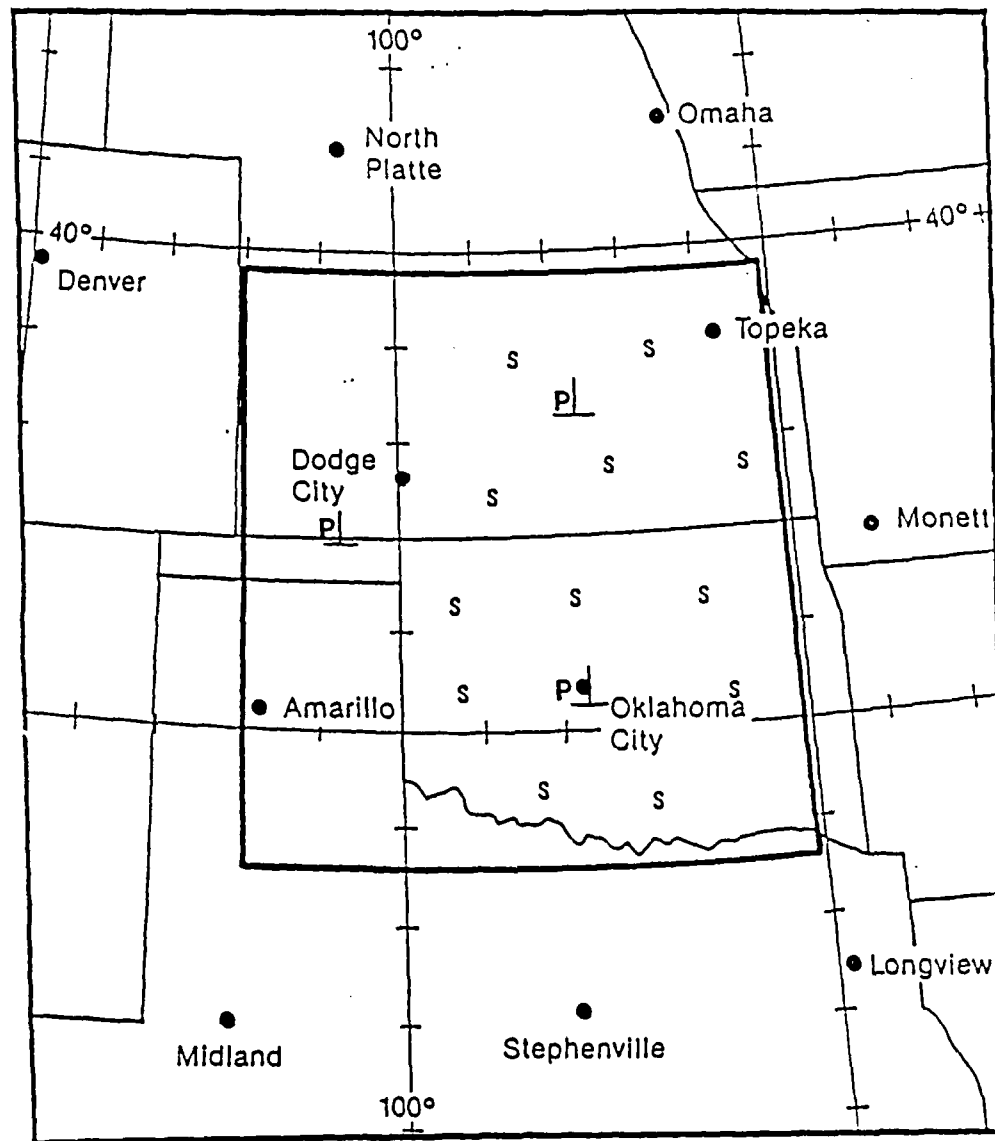 100°
Omaha
North
Platte
40°
40°
Denver
Topeka
S
S
P
Dodge
City
S
S
S
P
Monett
S
S
S
S
P
S
Amarillo
Oklahoma
City
S
S
Longview
Midland
Stephenville
100°